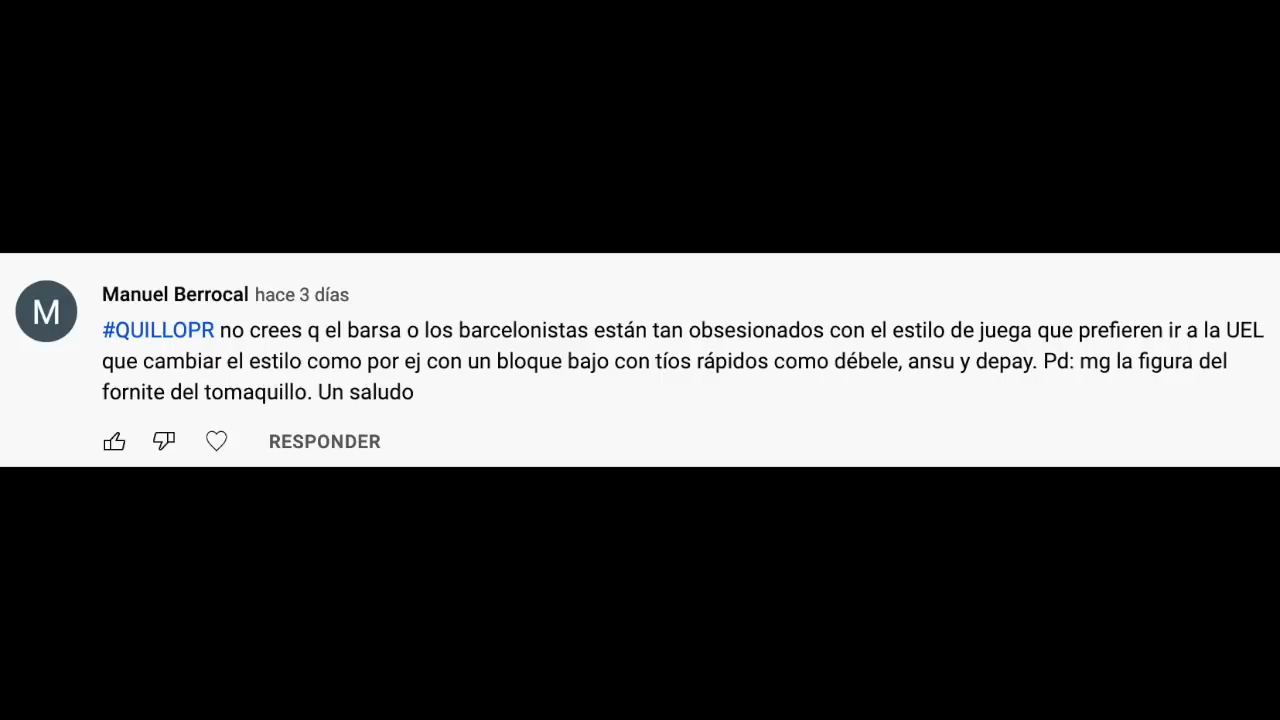 M
Manuel Berrocal hace 3 días
#QUILLOPR no crees q el barsa o los barcelonistas están tan obsesionados con el estilo de juega que prefieren ir a la UEL
que cambiar el estilo como por ej con un bloque bajo con tíos rápidos como débele, ansu y depay. Pd: mg la figura del
fornite del tomaquillo. Un saludo
RESPONDER